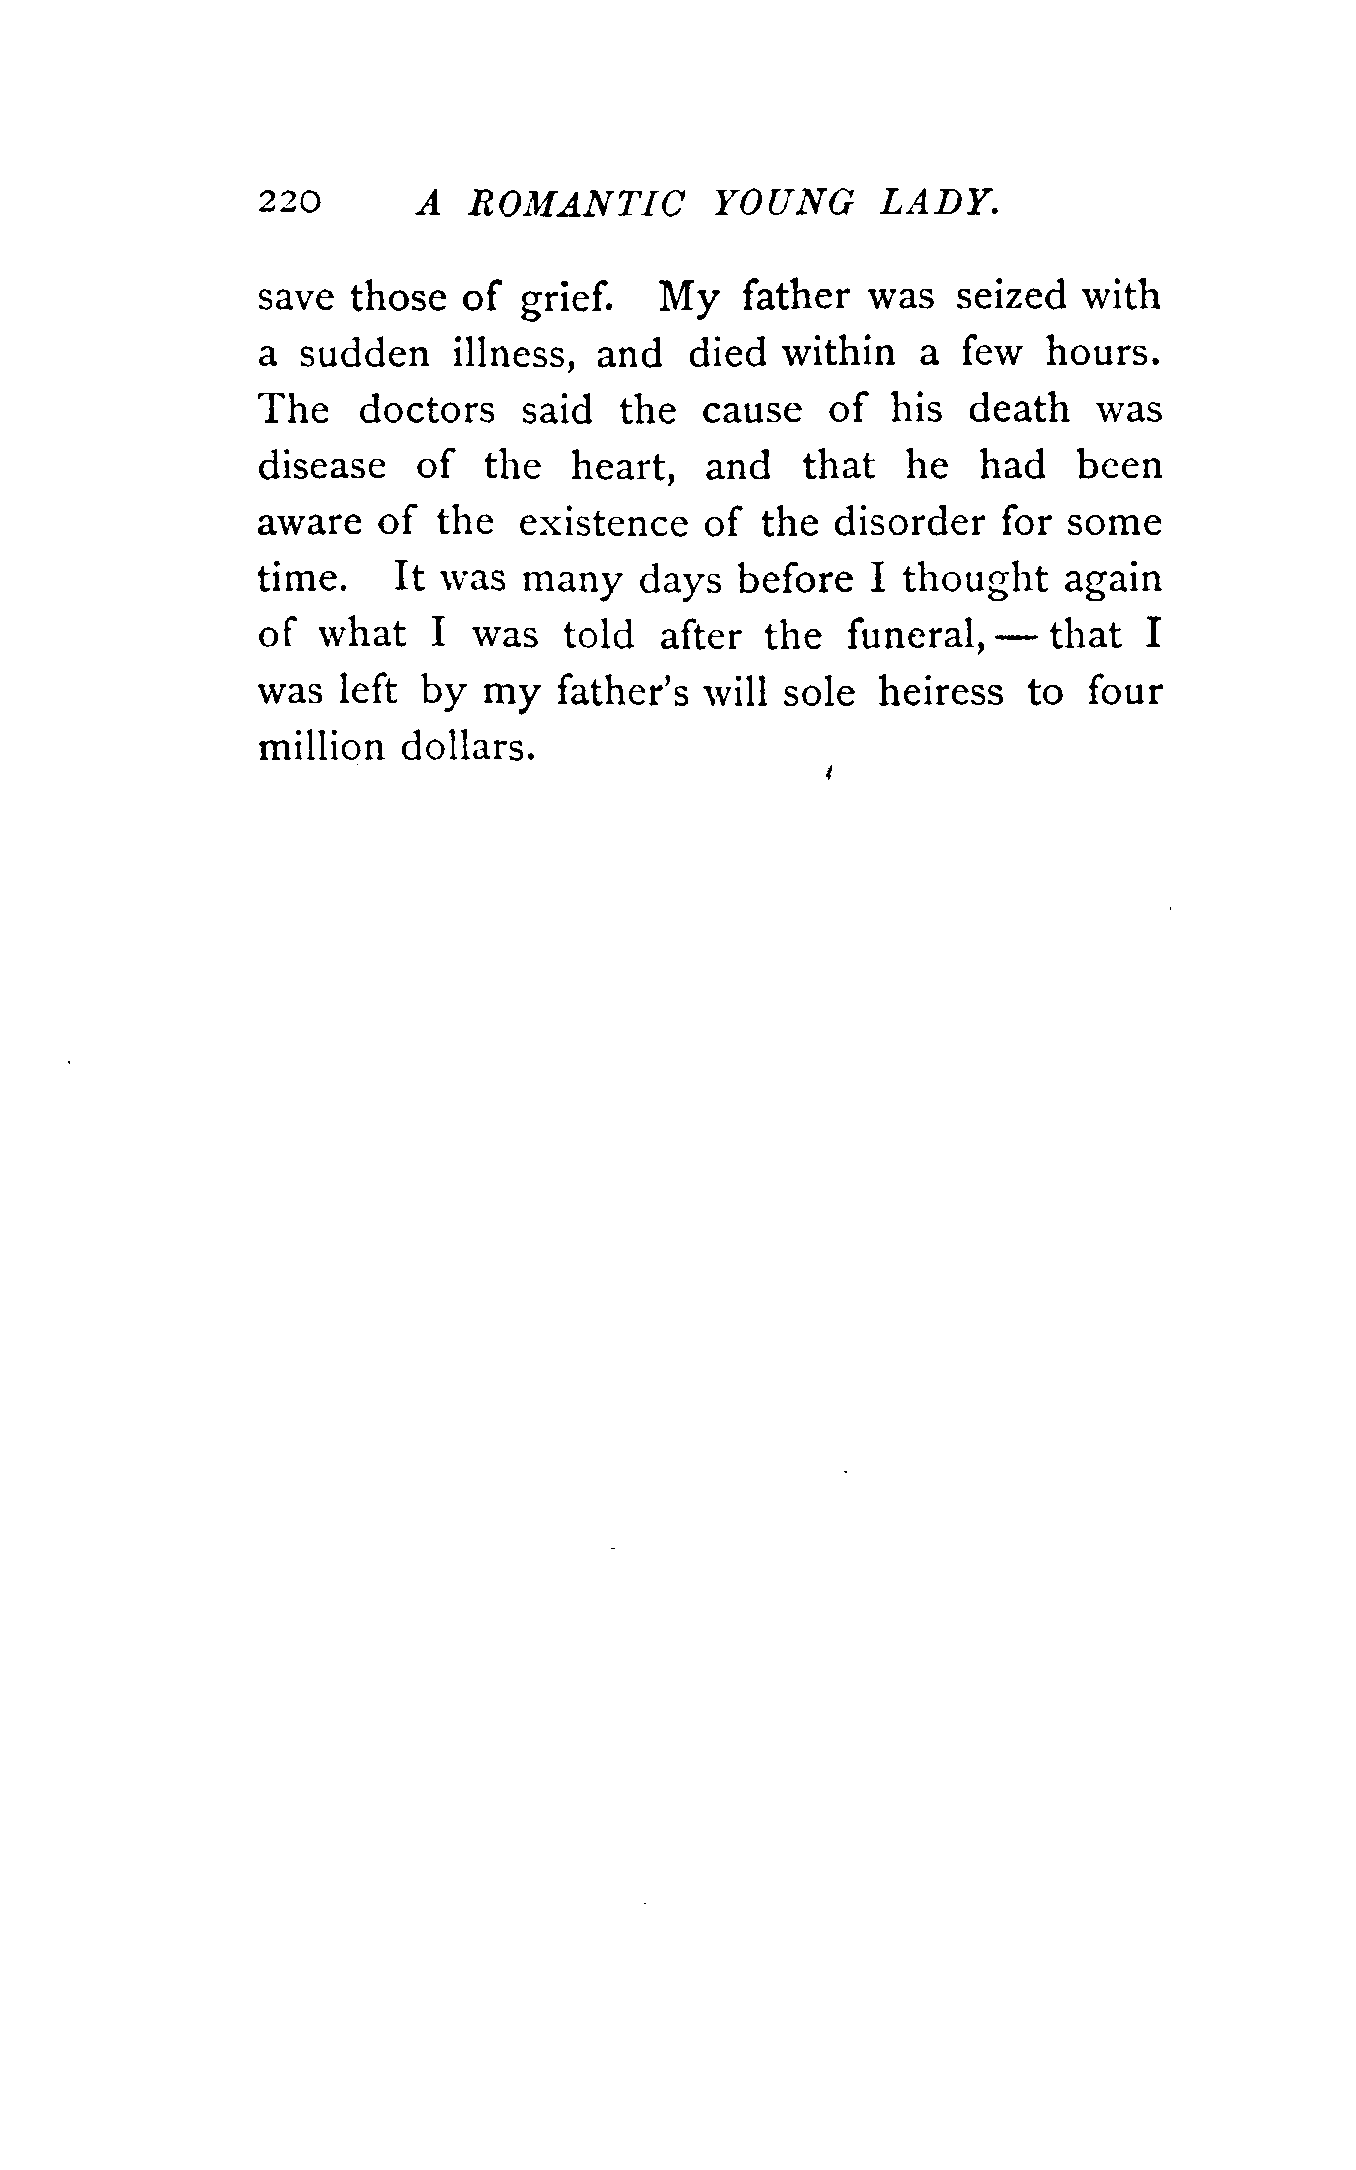 220 A ROMANTIC YOUNG LADY.
save those of grief. My father was seized with
a sudden illness, and died within a few hours.
The doctors said the cause of his death was
disease of the heart, and that he had been
aware of the existence of the disorder for some
time. It was many days before I thought again
of what I was told after the funeral, — that I
was left by my father's will sole heiress to four
million dollars.